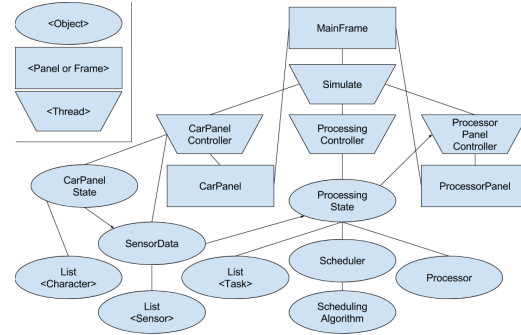 <Object>
<Panel or Frame>
<Thread>
MainFrame
Simulate
CarPanel
Controller
Processing
Controller
Processor
Panel
Controller
CarPanel
ProcessorPanel
CarPanel
State
Processing
State
SensorData
List
<Character>
List
<Sensor>
List
<Task>
Scheduler
Processor
Scheduling
Algorithm